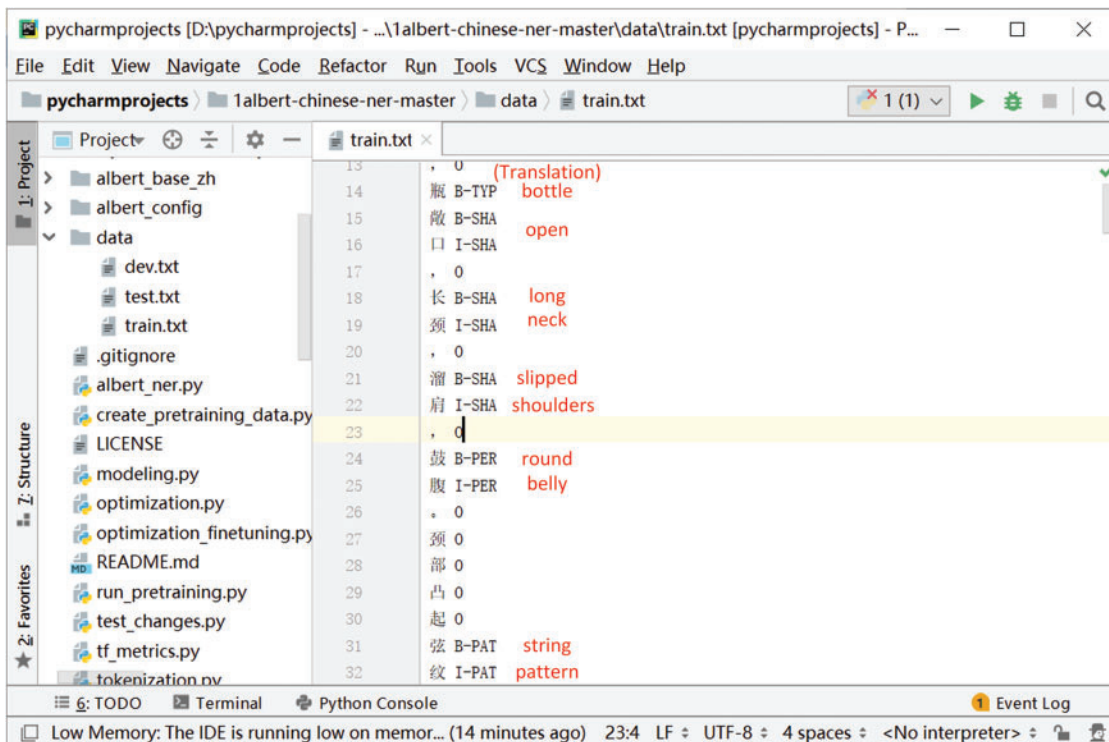 pycharmprojects [D:\pycharmprojects] - ...\1albert-chinese-ner-master\data\train.txt [pycharmprojects] - P...
File Edit View Navigate Code Refactor Run Tools VCS Window Help
pycharmprojects 1albert-chinese-ner-master data train.txt 1 (1)
1: Project
Project
train.txt
albert_base_zh
albert_config
data
dev.txt
test.txt
train.txt
.gitignore
albert_ner.py
create_pretraining_data.py
LICENSE
modeling.py
optimization.py
optimization_finetuning.py
README.md
run_pretraining.py
test_changes.py
tf_metrics.py
tokenization.py
7: Structure
2: Favorites
13 , O (Translation)
14 瓶 B-TYP bottle
15 敞 B-SHA
open
16 口 I-SHA
17 , O
18 长 B-SHA long
19 颈 I-SHA neck
20 , O
21 溜 B-SHA slipped
22 肩 I-SHA shoulders
23 , O
24 鼓 B-PER round
25 腹 I-PER belly
26 。 O
27 颈 O
28 部 O
29 凸 O
30 起 O
31 弦 B-PAT string
32 纹 I-PAT pattern
6: TODO Terminal Python Console 1 Event Log
Low Memory: The IDE is running low on memor... (14 minutes ago) 23:4 LF UTF-8 4 spaces <No interpreter>